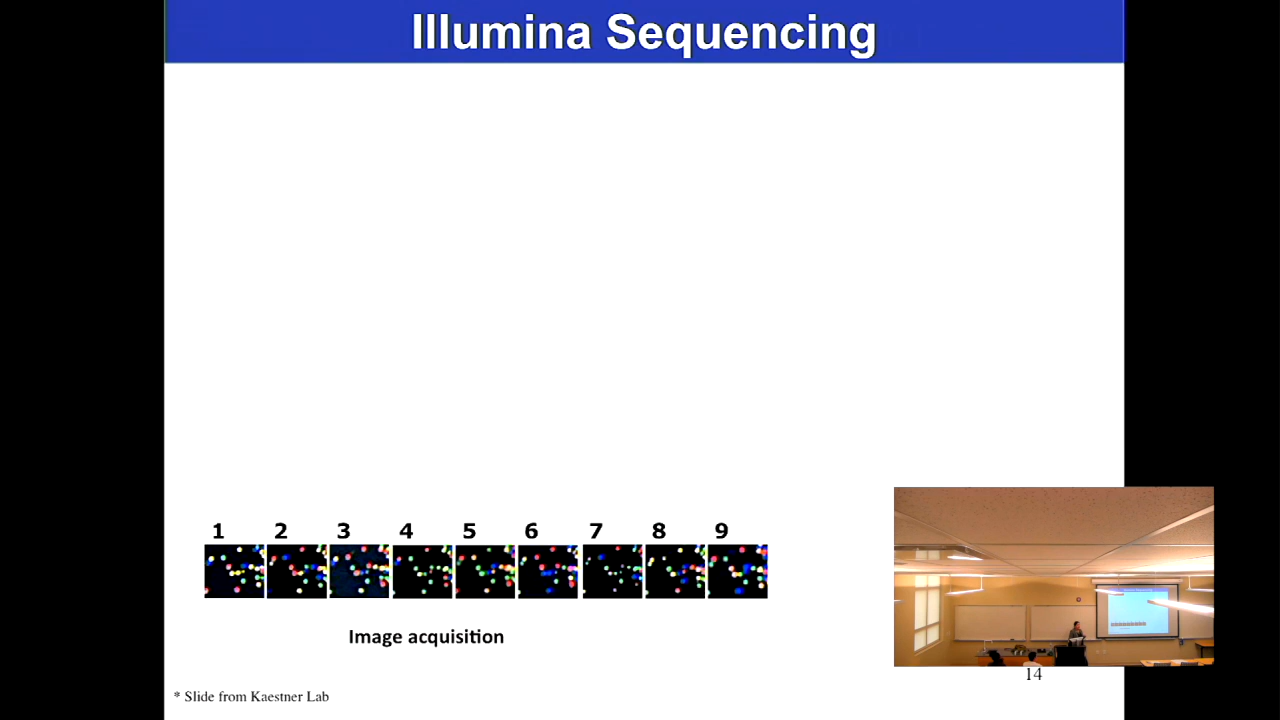 Illumina Sequencing
1 2 3 4 5 6 7 8 9
Image acquisition
14
* Slide from Kaestner Lab